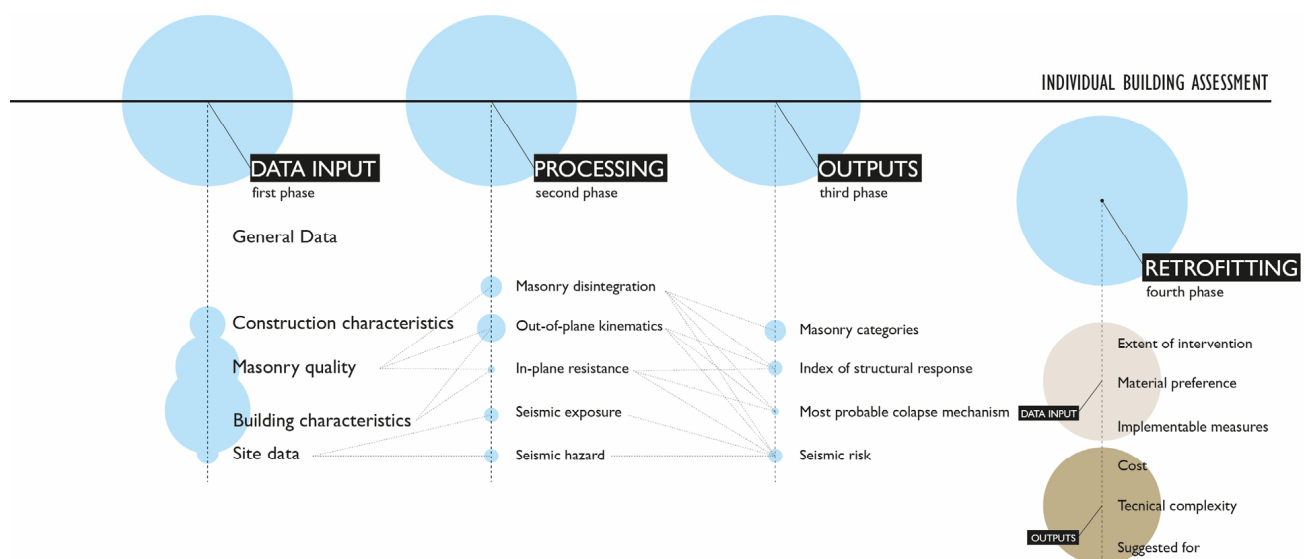 INDIVIDUAL BUILDING ASSESSMENT
DATA INPUT
first phase
PROCESSING
second phase
OUTPUTS
third phase
RETROFITTING
fourth phase
General Data
Construction characteristics
Masonry quality
Building characteristics
Site data
Masonry disintegration
Out-of-plane kinematics
In-plane resistance
Seismic exposure
Seismic hazard
Masonry categories
Index of structural response
Most probable colapse mechanism
Seismic risk
Extent of intervention
Material preference
DATA INPUT
Implementable measures
Cost
Tecnical complexity
OUTPUTS
Suggested for